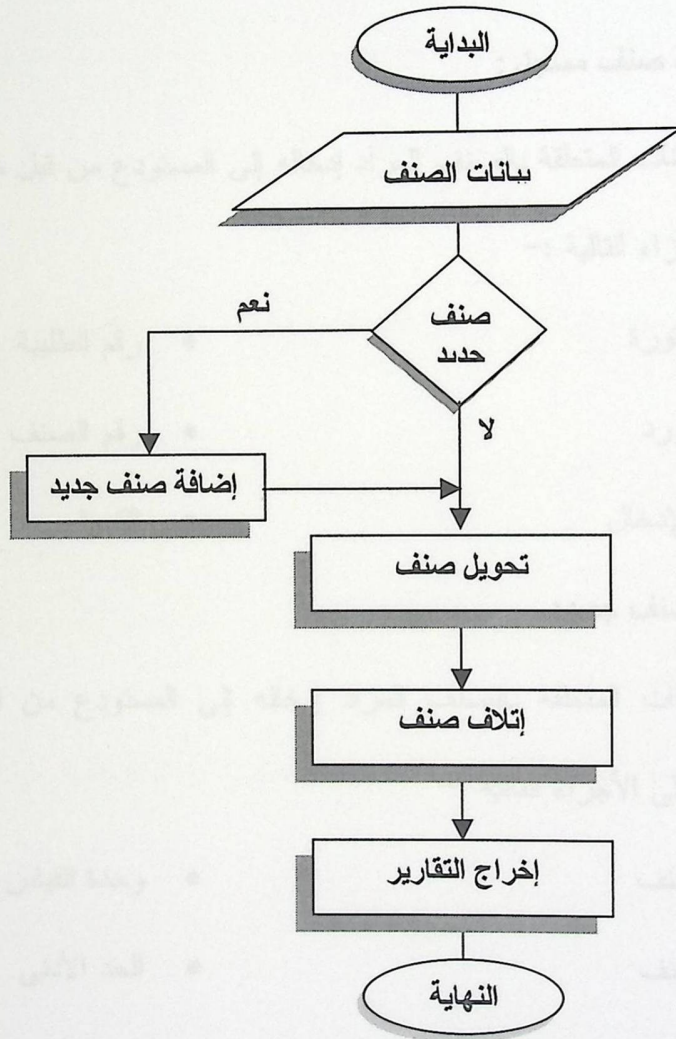 البداية
بيانات الصنف
صنف
جديد
نعم
لا
إضافة صنف جديد
تحويل صنف
إتلاف صنف
إخراج التقارير
النهاية